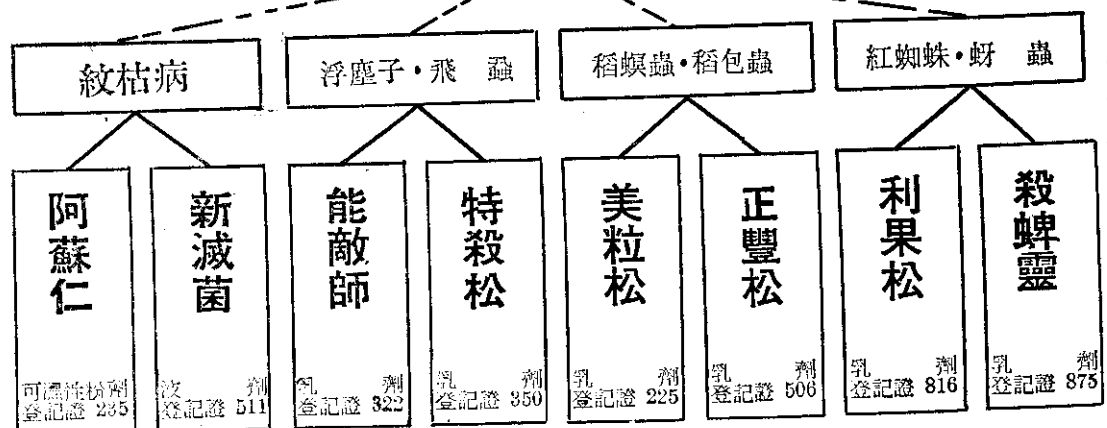 紋枯病
浮塵子・飛蝨
稻螟蟲・稻包蟲
紅蜘蛛・蚜蟲
阿蘇仁
可濕性粉劑
登記證 235
新滅菌
液劑
登記證 511
能敵師
乳劑
登記證 322
特殺松
乳劑
登記證 350
美粒松
乳劑
登記證 225
正豐松
乳劑
登記證 506
利果松
乳劑
登記證 816
殺蜱靈
乳劑
登記證 875